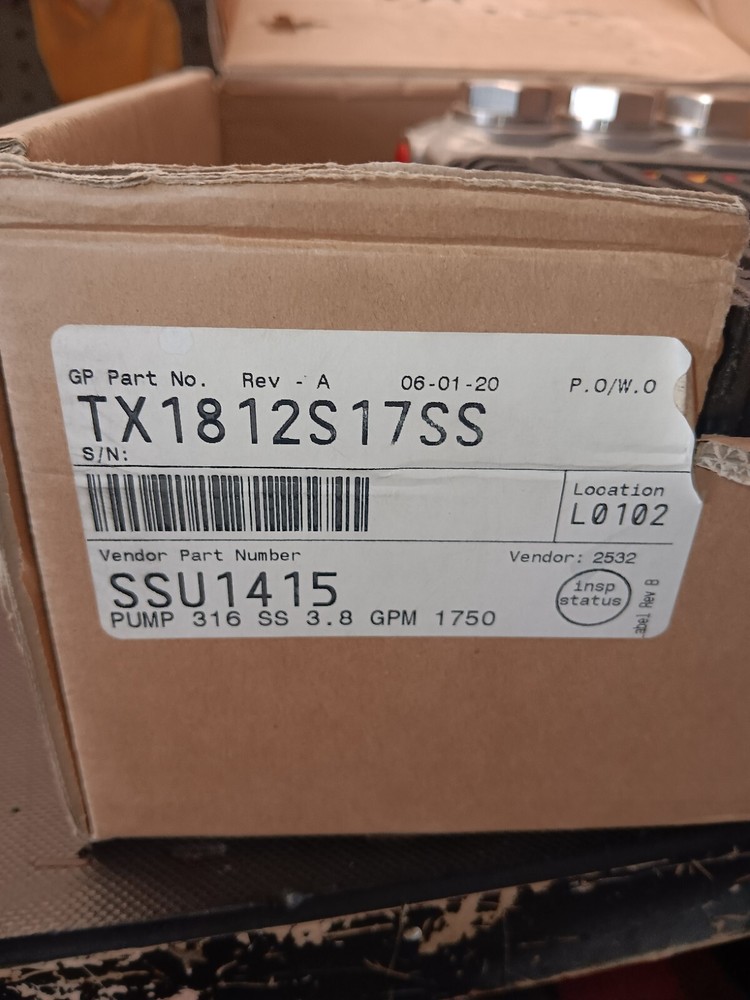 GP Part No. Rev - A 06-01-20 P.O/W.O
TX1812S17SS
S/N:
Location
L0102
Vendor Part Number Vendor: 2532
SSU1415
insp
status
PUMP 316 SS 3.8 GPM 1750
Rev B